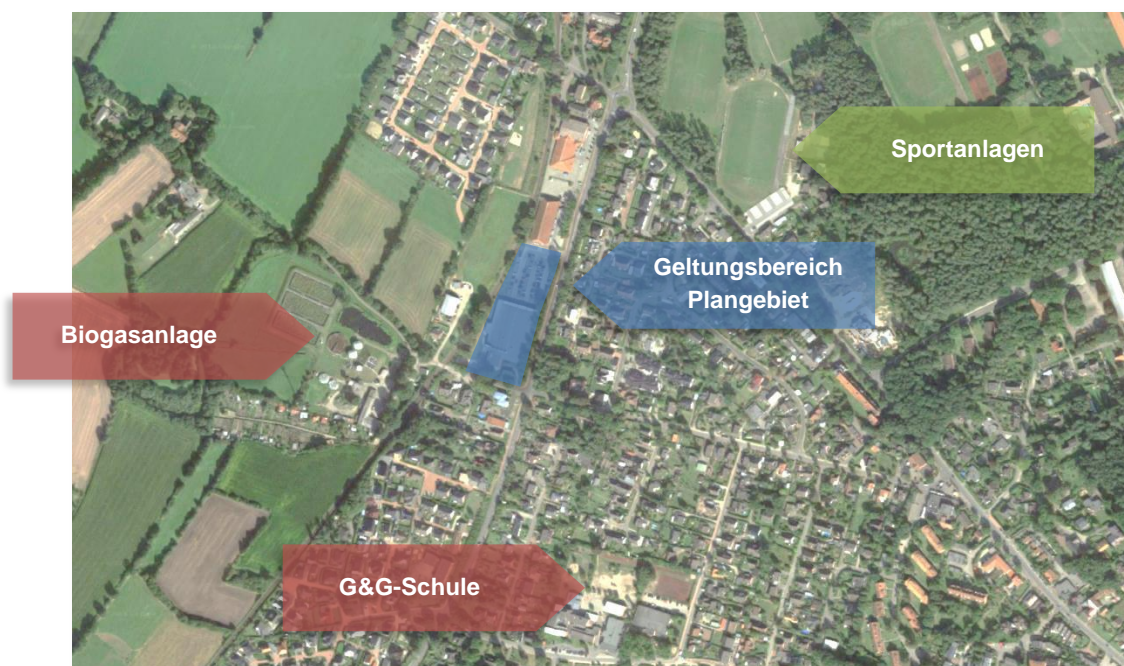 Sportanlagen
Geltungsbereich
Plangebiet
Biogasanlage
G&G-Schule